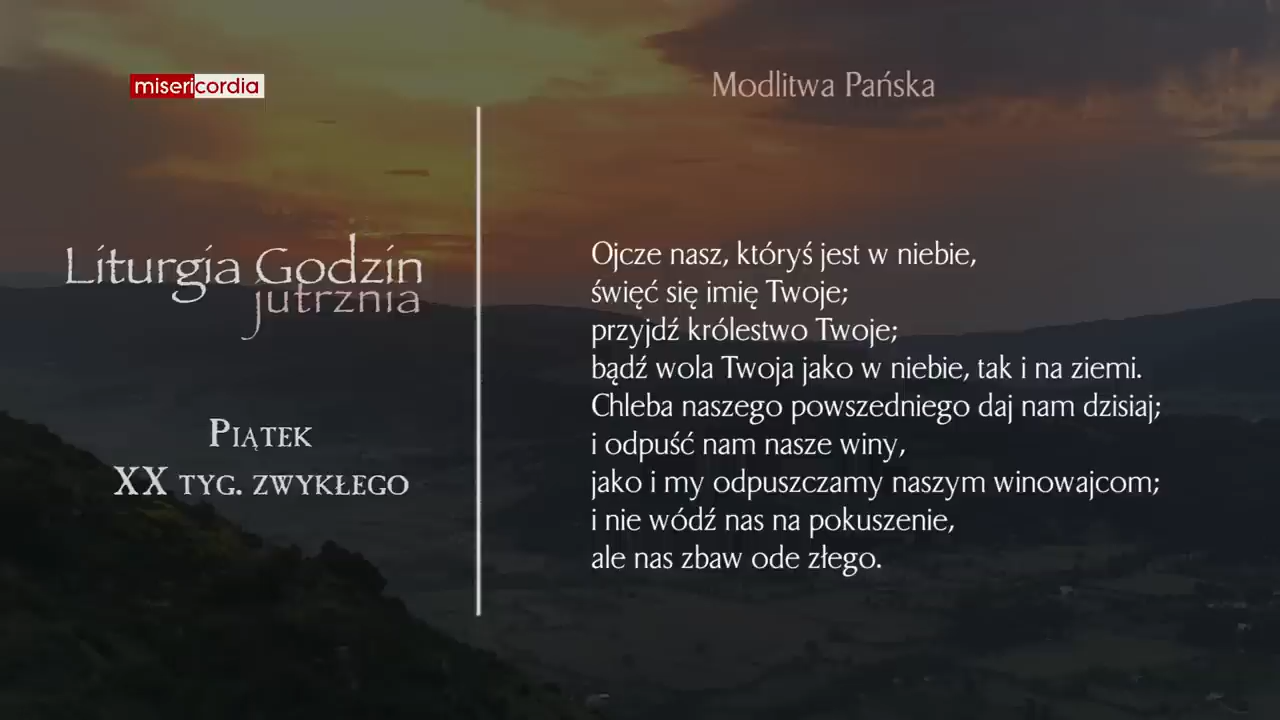 misericordia
Liturgia Godzin
jutrznia
Piątek
XX tyg. zwykłego
Modlitwa Pańska
Ojcze nasz, któryś jest w niebie,
święć się imię Twoje;
przyjdź królestwo Twoje;
bądź wola Twoja jako w niebie, tak i na ziemi.
Chleba naszego powszedniego daj nam dzisiaj;
i odpuść nam nasze winy,
jako i my odpuszczamy naszym winowajcom;
i nie wódź nas na pokuszenie,
ale nas zbaw ode złego.